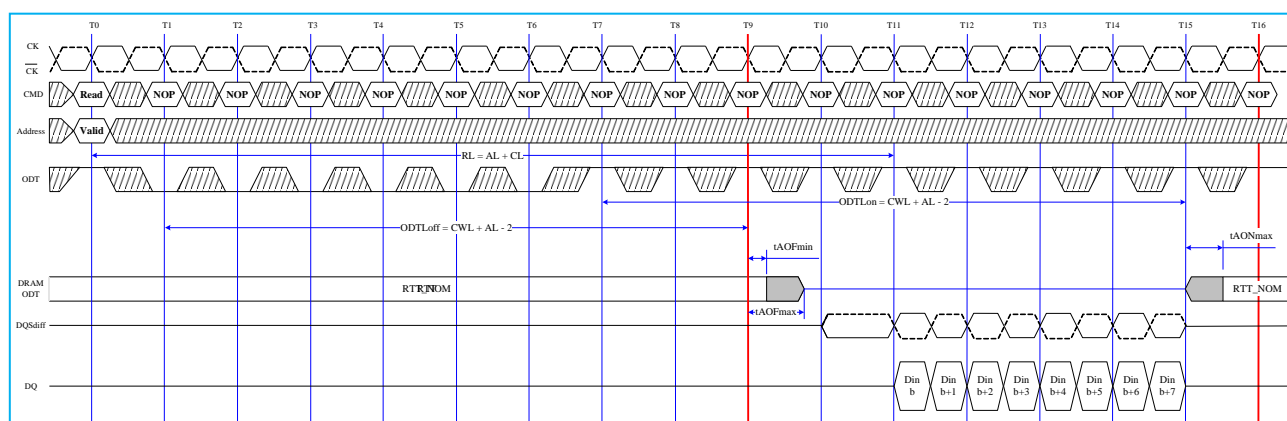 T0 T1 T2 T3 T4 T5 T6 T7 T8 T9 T10 T11 T12 T13 T14 T15 T16
CK
CK
CMD Read NOP NOP NOP NOP NOP NOP NOP NOP NOP NOP NOP NOP NOP NOP NOP NOP
Address Valid
RL = AL + CL
ODT
ODTLon = CWL + AL - 2
ODTLoff = CWL + AL - 2
tAONmax
tAOFmin
DRAM
ODT
RTT_NOM
RTT_NOM
tAOFmax
DQSdiff
DQ
Din b
Din b+1
Din b+2
Din b+3
Din b+4
Din b+5
Din b+6
Din b+7